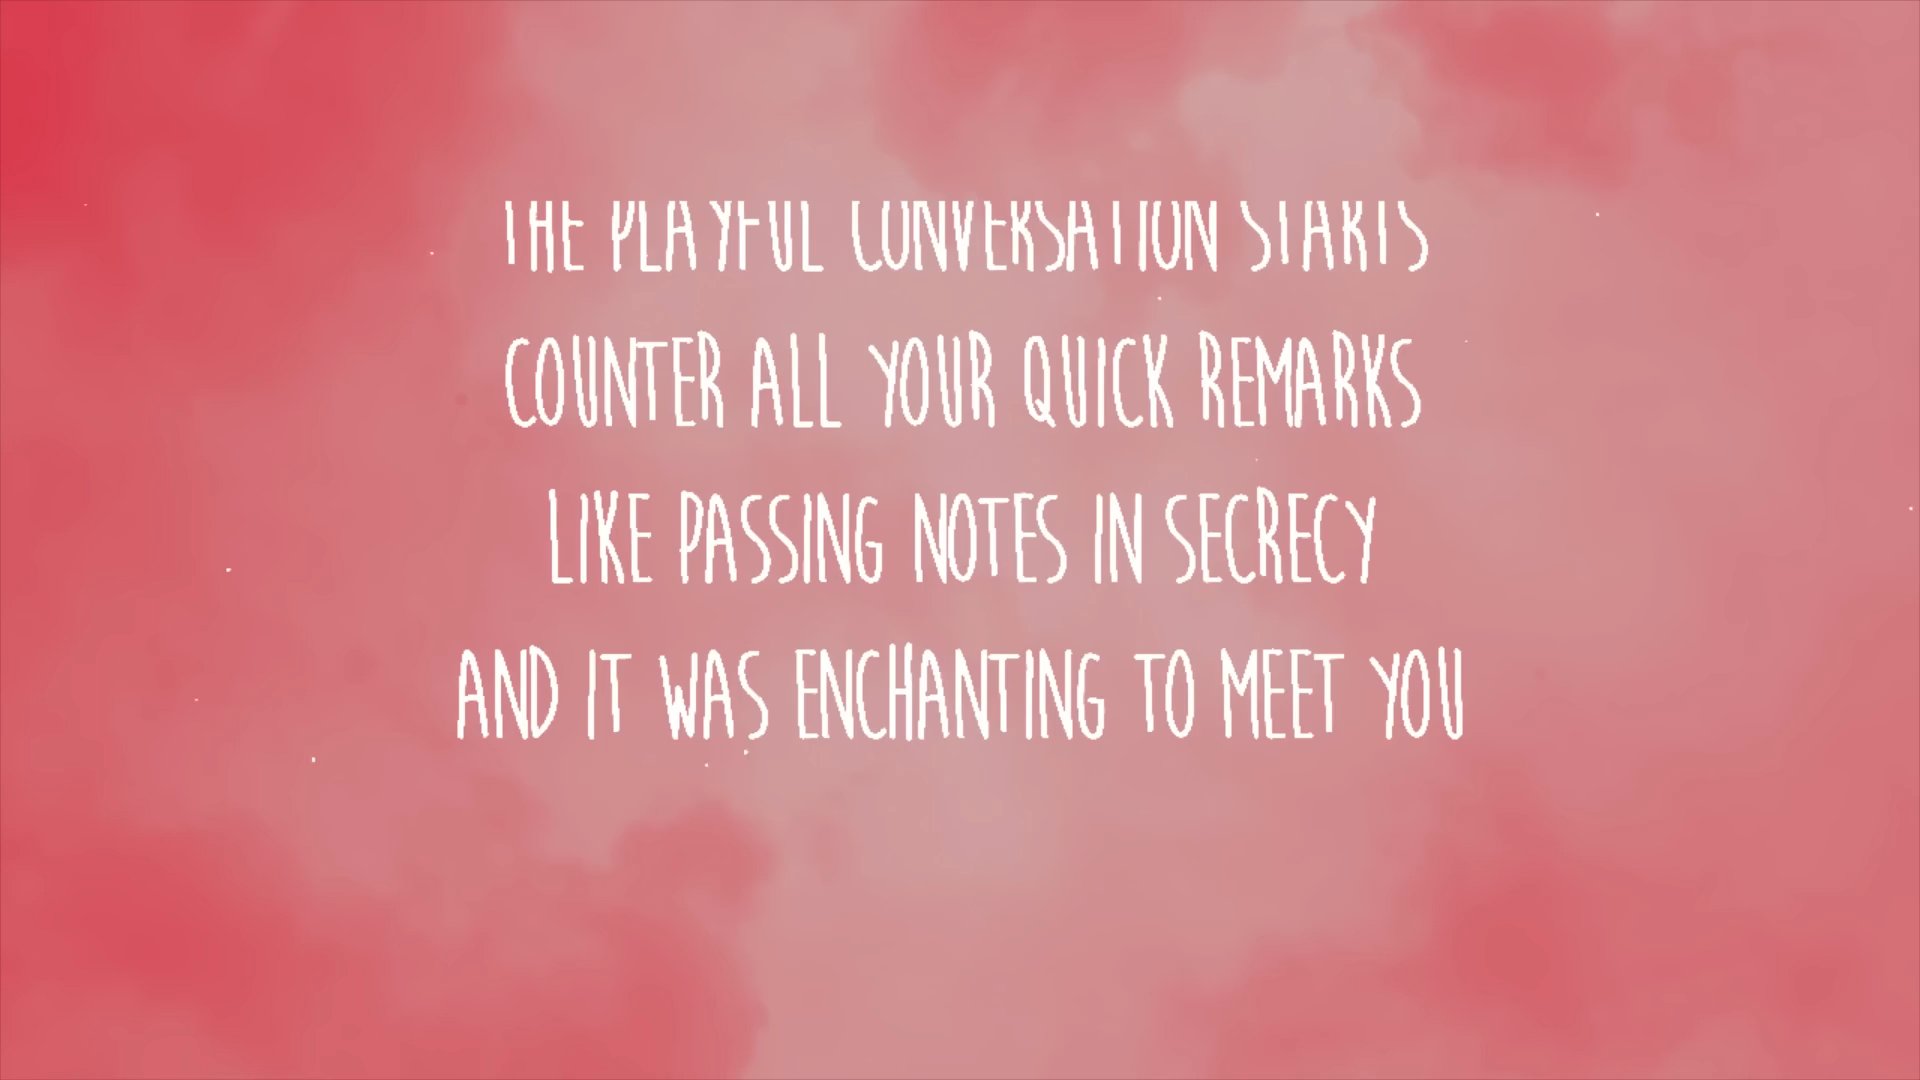 THE PLAYFUL CONVERSATION STARTS
COUNTER ALL YOUR QUICK REMARKS
LIKE PASSING NOTES IN SECRECY
AND IT WAS ENCHANTING TO MEET YOU